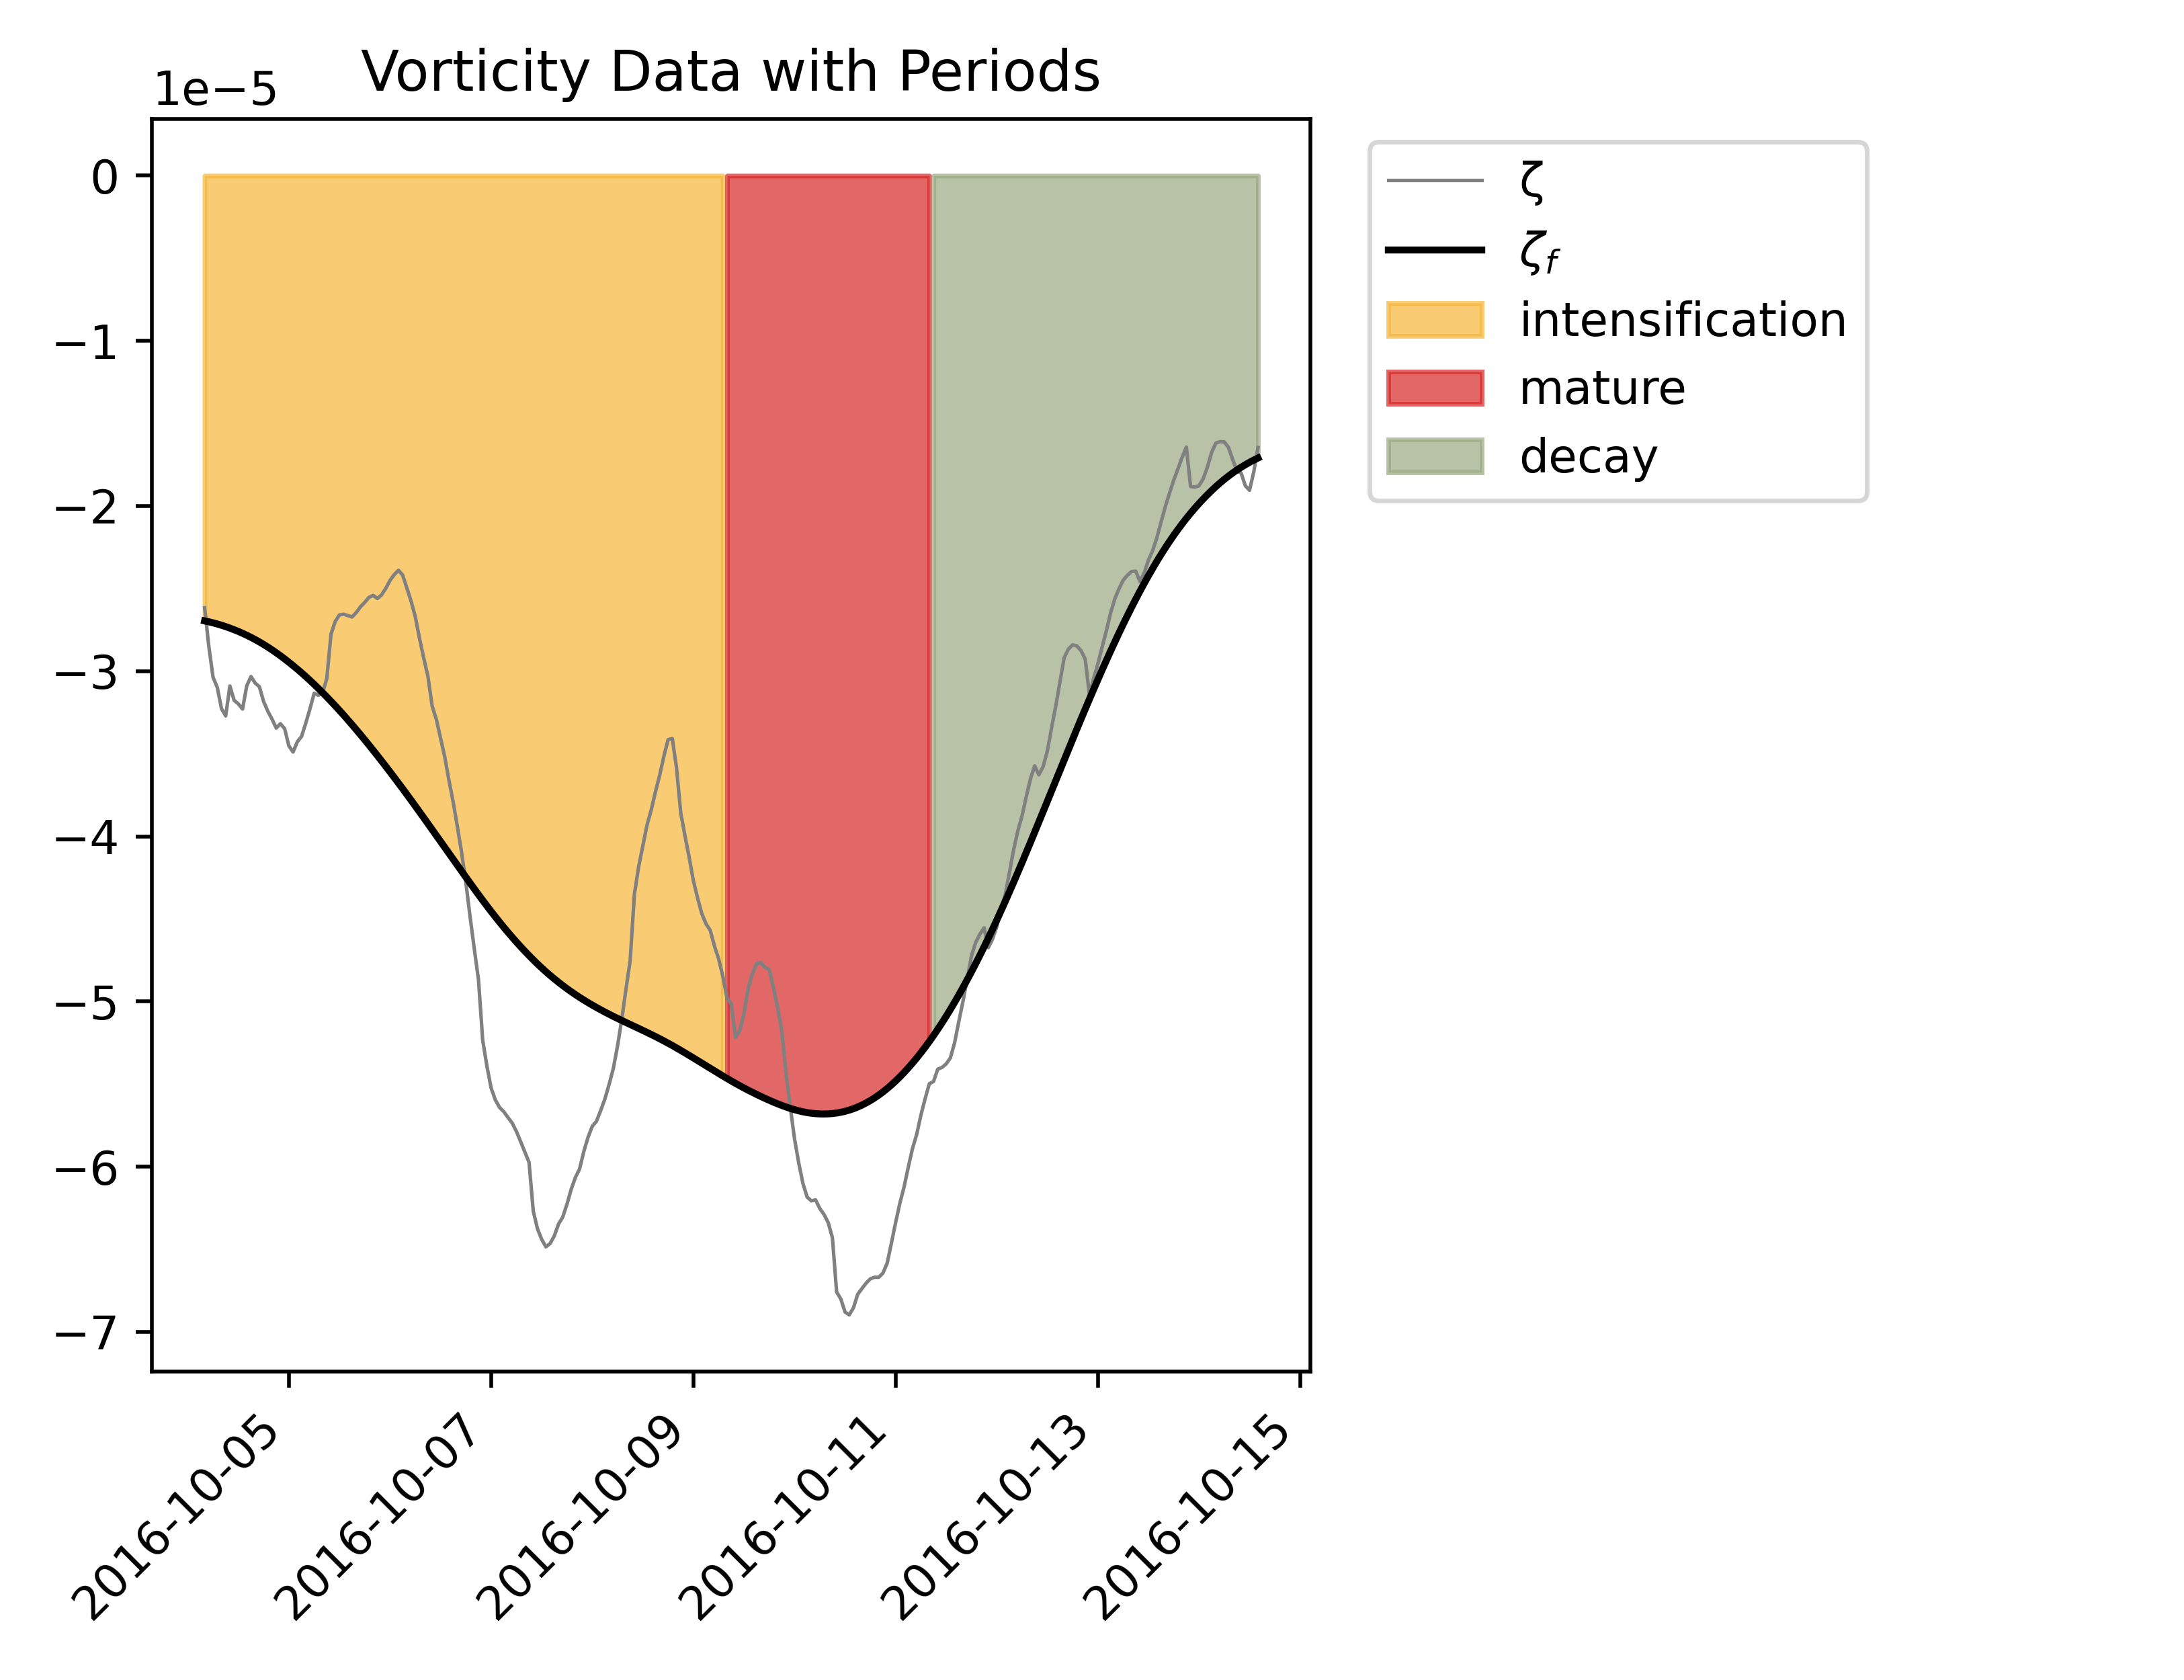 Vorticity Data with Periods
1e−5
0
−1
−2
−3
−4
−5
−6
−7
2016-10-05
2016-10-07
2016-10-09
2016-10-11
2016-10-13
2016-10-15
ζ
ζf
intensification
mature
decay